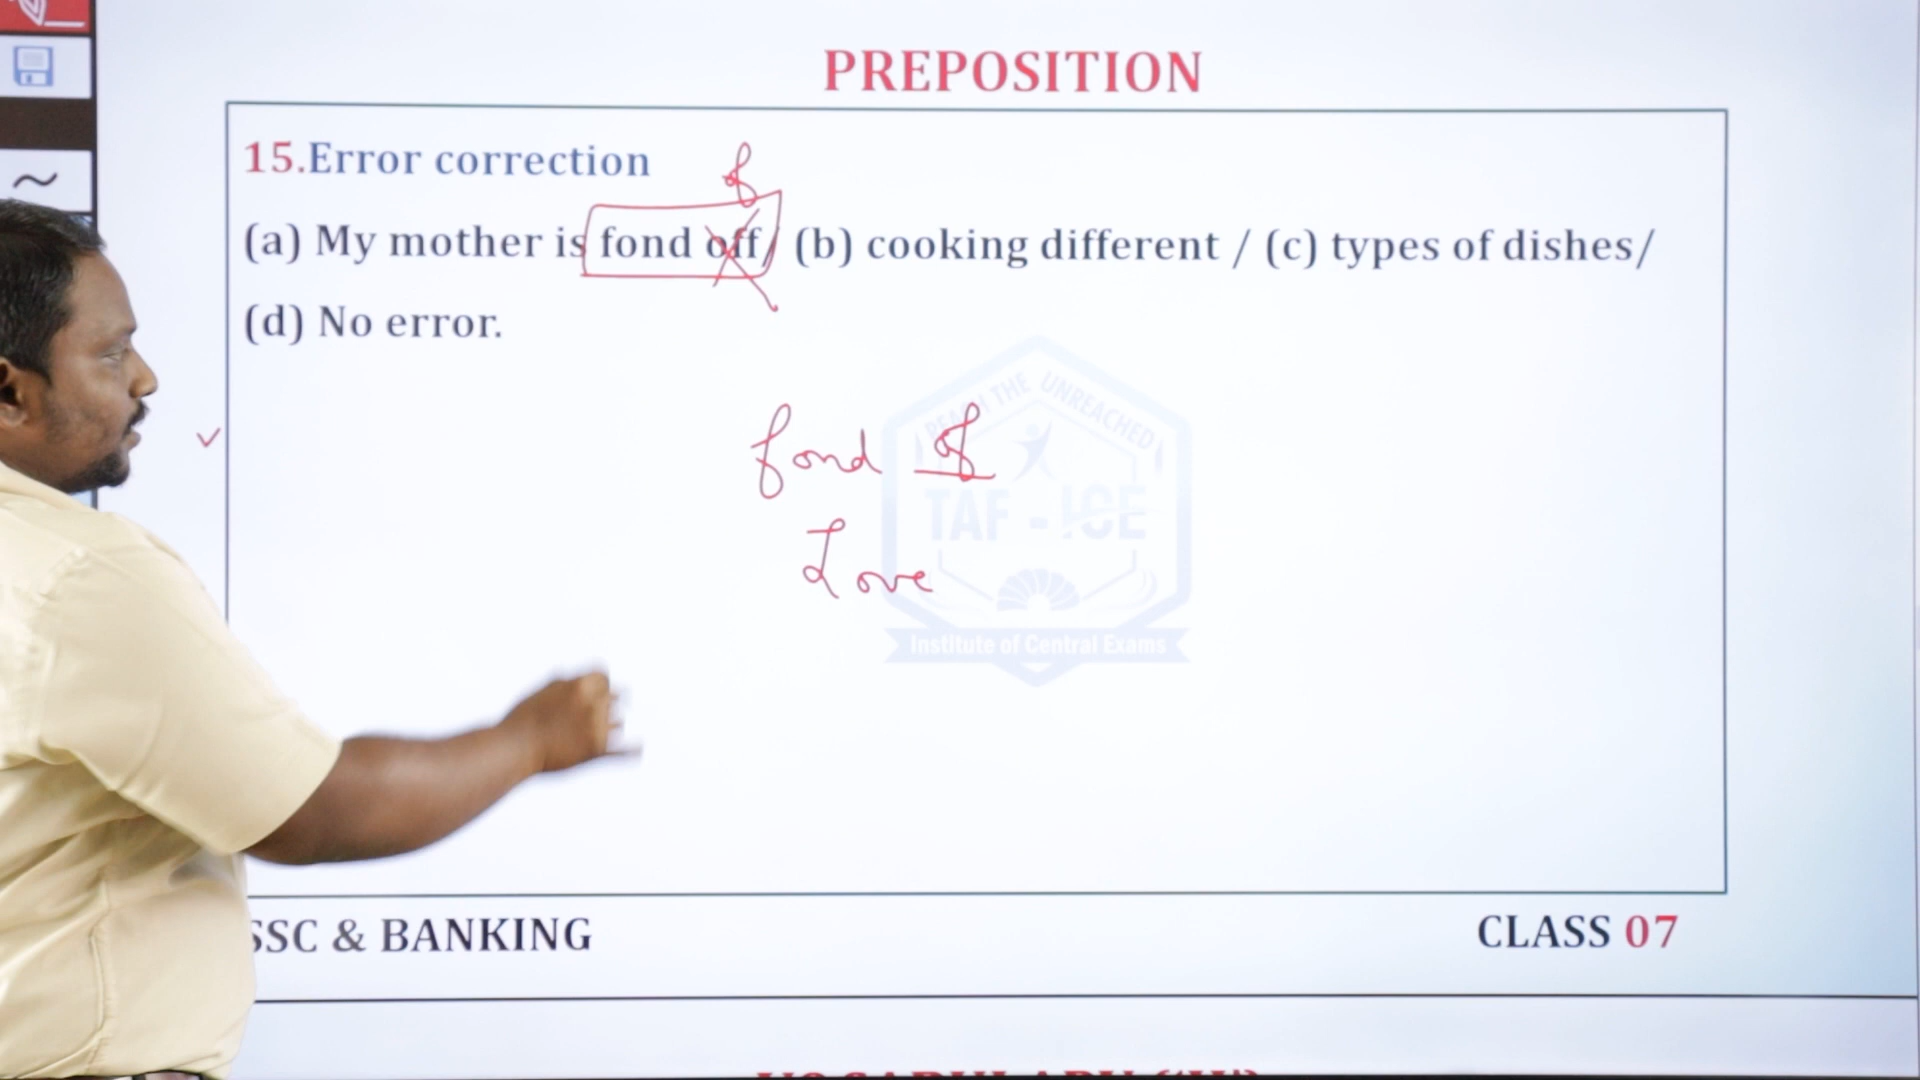 PREPOSITION
15.Error correction
of
(a) My mother is fond off/ (b) cooking different / (c) types of dishes/
(d) No error.
fond of
Love
REACH THE UNREACHED
TAF - ICE
Institute of Central Exams
SSC & BANKING
CLASS 07